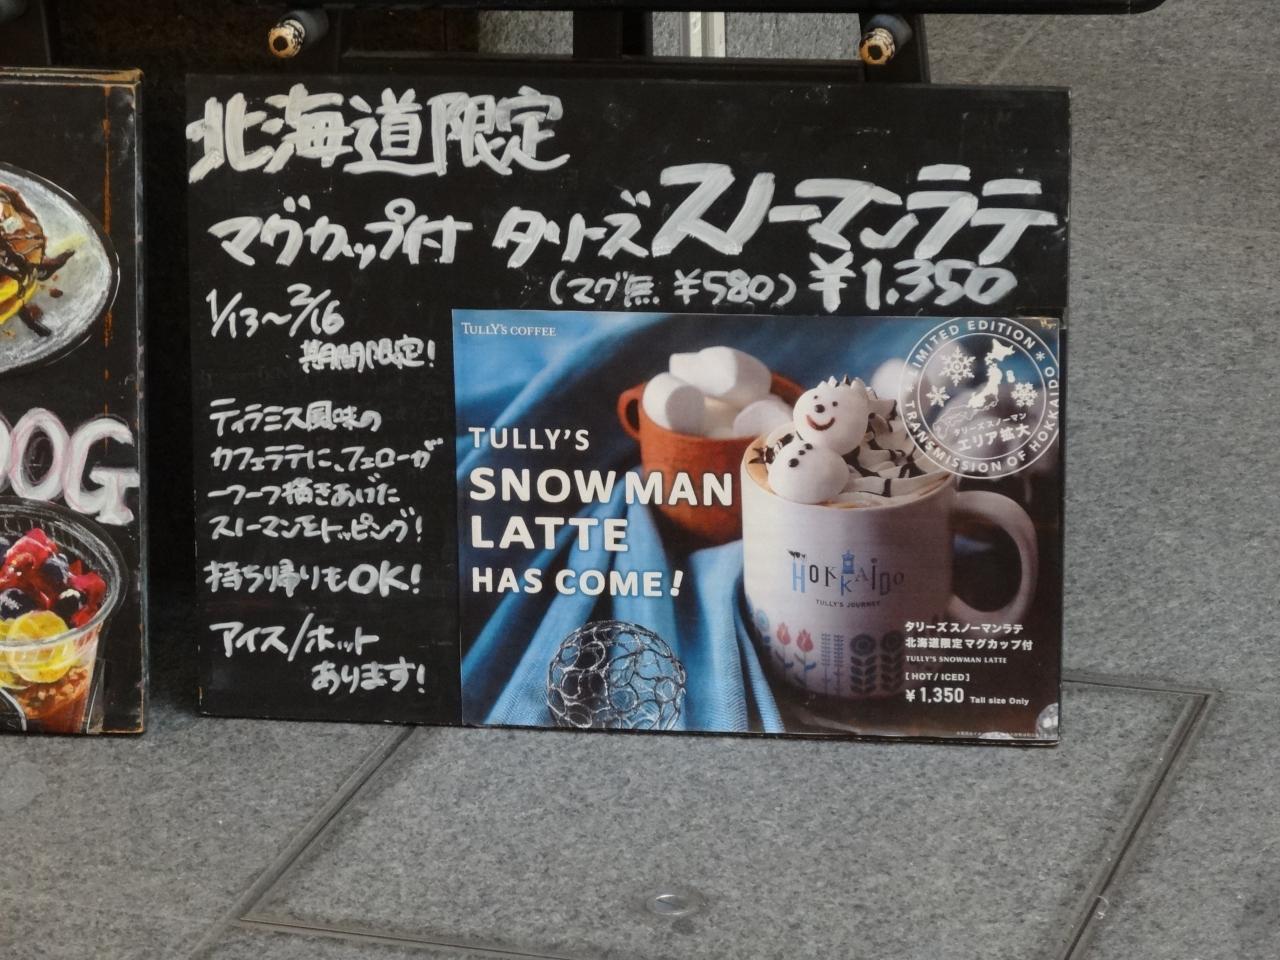 北海道限定
マグカップ付 タリーズ スノーマンラテ
(マグ無 ¥580) ¥1.350
1/13~2/16
期間限定!
ティラミス風味の
カフェラテに、フェローが
一つ一つ描きあげた
スノーマンをトッピング!
持ち帰りもOK!
アイス/ホット
あります!
OOG
TULLY'S COFFEE
TULLY'S
SNOWMAN
LATTE
HAS COME!
LIMITED EDITION * TRANSMISSION OF HOKKAIDO
タリーズ スノーマン
エリア拡大
HOKKAIDO
TULLY'S JOURNEY
タリーズ スノーマンラテ
北海道限定マグカップ付
TULLY'S SNOWMAN LATTE
[HOT / ICED]
¥1,350 Tall size Only